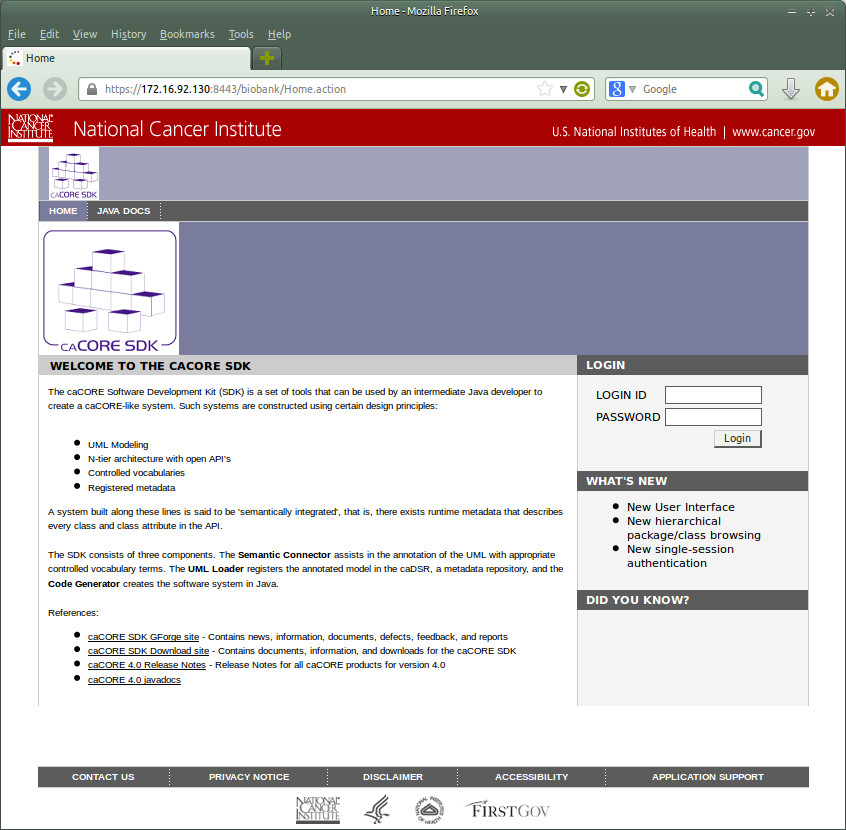 Home - Mozilla Firefox
File Edit View History Bookmarks Tools Help
Home
https://172.16.92.130:8443/biobank/Home.action
Google
NATIONAL CANCER INSTITUTE
National Cancer Institute
U.S. National Institutes of Health | www.cancer.gov
caCORE SDK
HOME JAVA DOCS
caCORE SDK
WELCOME TO THE CACORE SDK
The caCORE Software Development Kit (SDK) is a set of tools that can be used by an intermediate Java developer to
create a caCORE-like system. Such systems are constructed using certain design principles:
UML Modeling
N-tier architecture with open API's
Controlled vocabularies
Registered metadata
A system built along these lines is said to be 'semantically integrated', that is, there exists runtime metadata that describes
every class and class attribute in the API.
The SDK consists of three components. The Semantic Connector assists in the annotation of the UML with appropriate
controlled vocabulary terms. The UML Loader registers the annotated model in the caDSR, a metadata repository, and the
Code Generator creates the software system in Java.
References:
caCORE SDK GForge site - Contains news, information, documents, defects, feedback, and reports
caCORE SDK Download site - Contains documents, information, and downloads for the caCORE SDK
caCORE 4.0 Release Notes - Release Notes for all caCORE products for version 4.0
caCORE 4.0 javadocs
LOGIN
LOGIN ID
PASSWORD
Login
WHAT'S NEW
New User Interface
New hierarchical
package/class browsing
New single-session
authentication
DID YOU KNOW?
CONTACT US PRIVACY NOTICE DISCLAIMER ACCESSIBILITY APPLICATION SUPPORT
NATIONAL CANCER INSTITUTE
FIRSTGOV